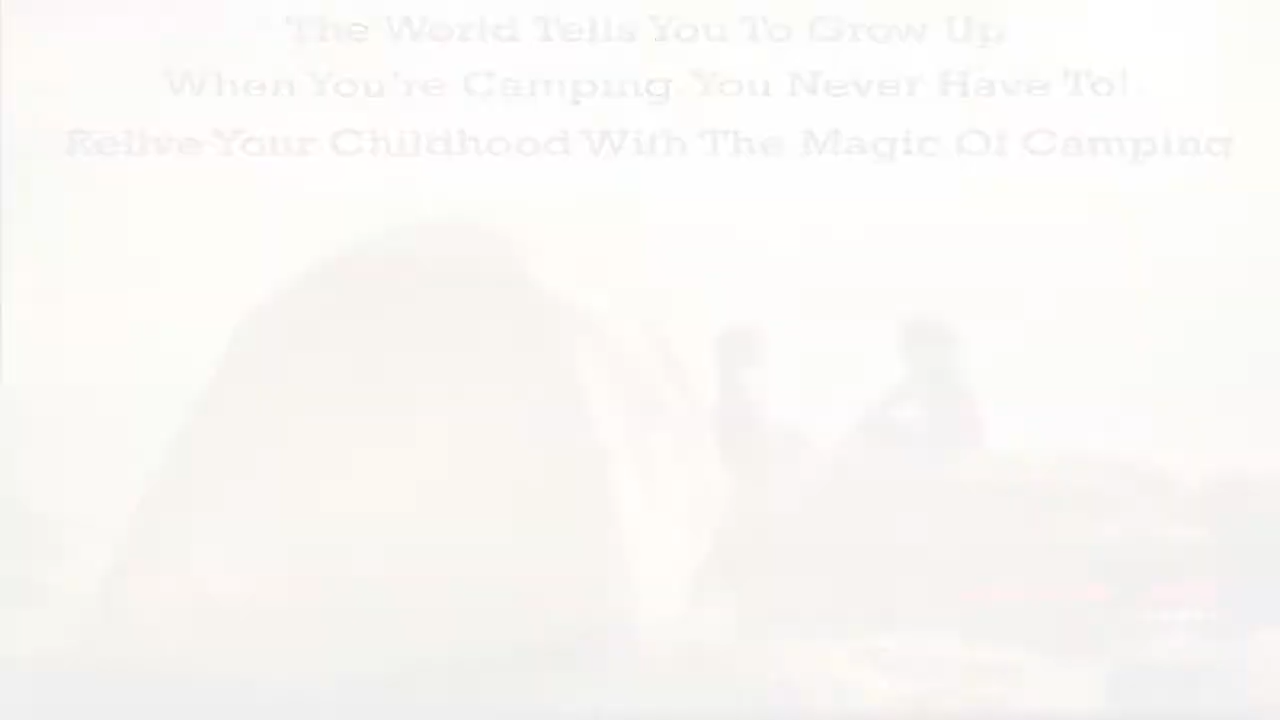 The World Tells You To Grow Up
When You're Camping You Never Have To!
Relive Your Childhood With The Magic Of Camping